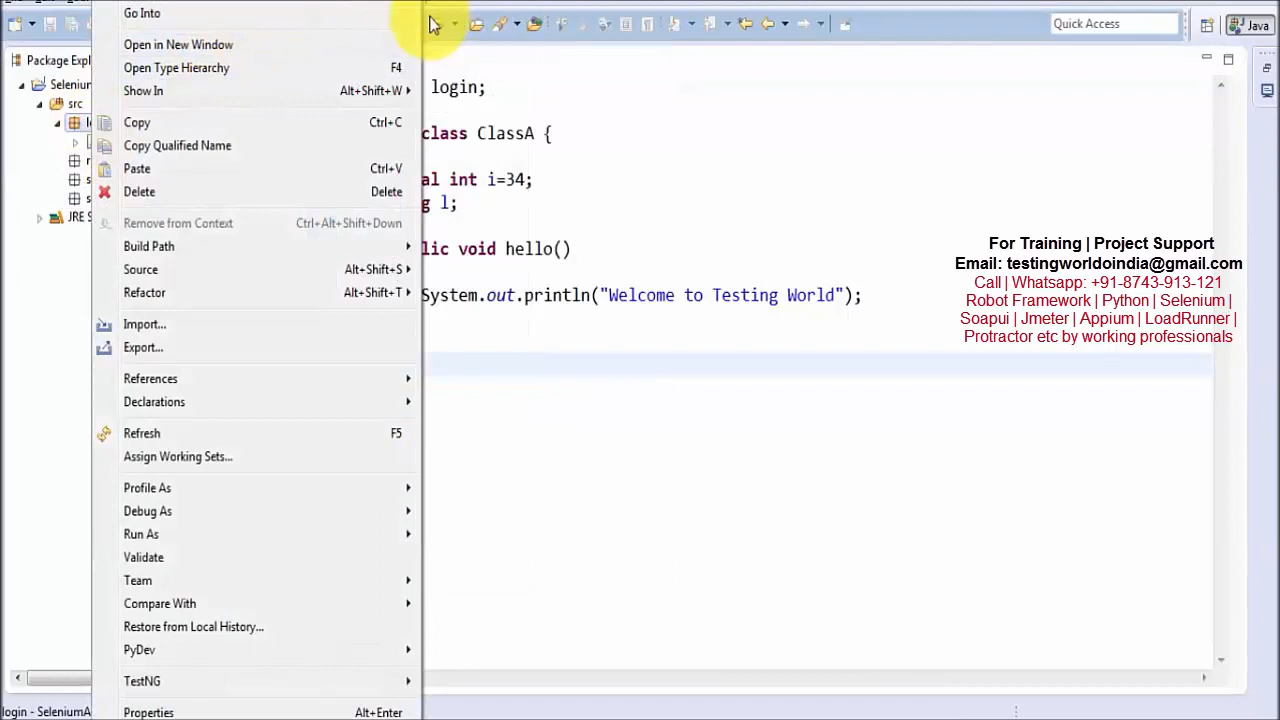 Go Into
Quick Access
Java
Package Expl
Open in New Window
Seleniun
Open Type Hierarchy F4
login;
Show In Alt+Shift+W
src
Copy Ctrl+C
class ClassA {
Copy Qualified Name
Paste Ctrl+V
al int i=34;
Delete Delete
g l;
JRE S
Remove from Context Ctrl+Alt+Shift+Down
Build Path
lic void hello()
Source Alt+Shift+S
Refactor Alt+Shift+T
System.out.println("Welcome to Testing World");
For Training | Project Support
Email: testingworldoindia@gmail.com
Call | Whatsapp: +91-8743-913-121
Robot Framework | Python | Selenium |
Soapui | Jmeter | Appium | LoadRunner |
Protractor etc by working professionals
Import...
Export...
References
Declarations
Refresh F5
Assign Working Sets...
Profile As
Debug As
Run As
Validate
Team
Compare With
Restore from Local History...
PyDev
TestNG
Properties Alt+Enter
login - SeleniumA